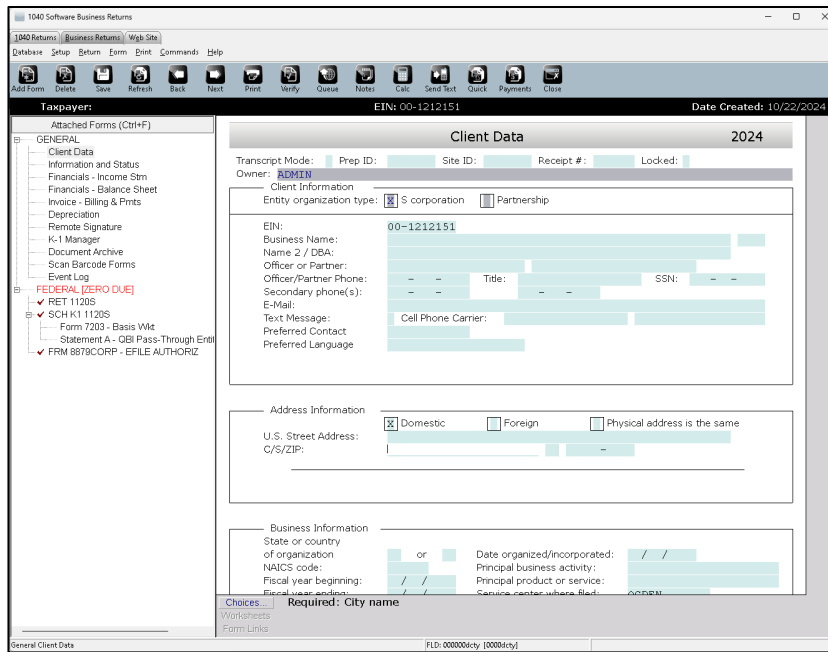 1040 Software Business Returns
1040 Returns Business Returns Web Site
Database Setup Return Form Print Commands Help
Add Form Delete Save Refresh Back Next Print Verify Queue Notes Calc Send Text Quick Payments Close
Taxpayer: EIN: 00-1212151 Date Created: 10/22/2024
Attached Forms (Ctrl+F)
GENERAL
Client Data
Information and Status
Financials - Income Stm
Financials - Balance Sheet
Invoice - Billing & Pmts
Depreciation
Remote Signature
K-1 Manager
Document Archive
Scan Barcode Forms
Event Log
FEDERAL [ZERO DUE]
RET 1120S
SCH K1 1120S
Form 7203 - Basis Wkt
Statement A - QBI Pass-Through Enti
FRM 8879CORP - EFILE AUTHORIZ
Client Data 2024
Transcript Mode: Prep ID: Site ID: Receipt #: Locked:
Owner: ADMIN
Client Information
Entity organization type: X S corporation Partnership
EIN: 00-1212151
Business Name:
Name 2 / DBA:
Officer or Partner:
Officer/Partner Phone: - - Title: SSN: - -
Secondary phone(s): - - - -
E-Mail:
Text Message: Cell Phone Carrier:
Preferred Contact
Preferred Language
Address Information
X Domestic Foreign Physical address is the same
U.S. Street Address:
C/S/ZIP: -
Business Information
State or country
of organization or Date organized/incorporated: / /
NAICS code: Principal business activity:
Fiscal year beginning: / / Principal product or service:
Fiscal year ending: / / Service center where filed: OGDEN
Choices... Required: City name
Worksheets
Form Links
General Client Data FLD: 000000dcty [0000dcty]